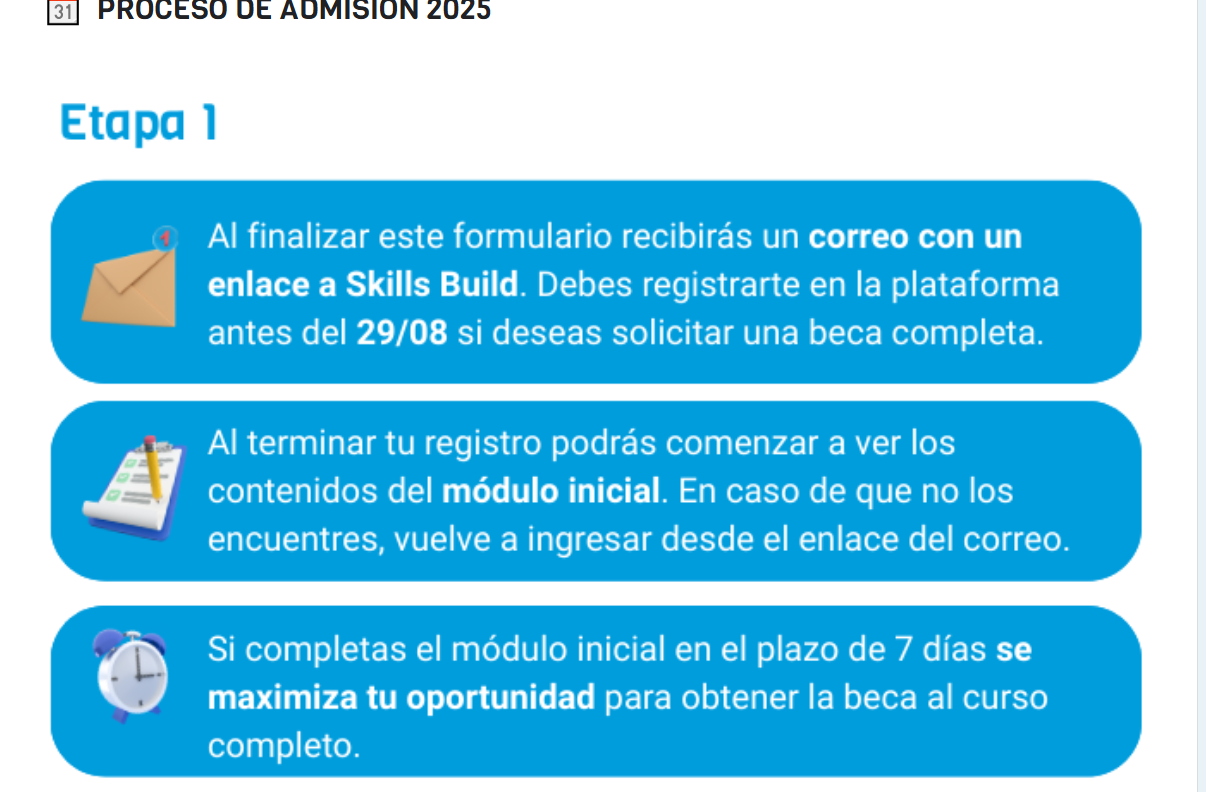 31 PROCESO DE ADMISIÓN 2025
Etapa 1
Al finalizar este formulario recibirás un correo con un
enlace a Skills Build. Debes registrarte en la plataforma
antes del 29/08 si deseas solicitar una beca completa.
Al terminar tu registro podrás comenzar a ver los
contenidos del módulo inicial. En caso de que no los
encuentres, vuelve a ingresar desde el enlace del correo.
Si completas el módulo inicial en el plazo de 7 días se
maximiza tu oportunidad para obtener la beca al curso
completo.